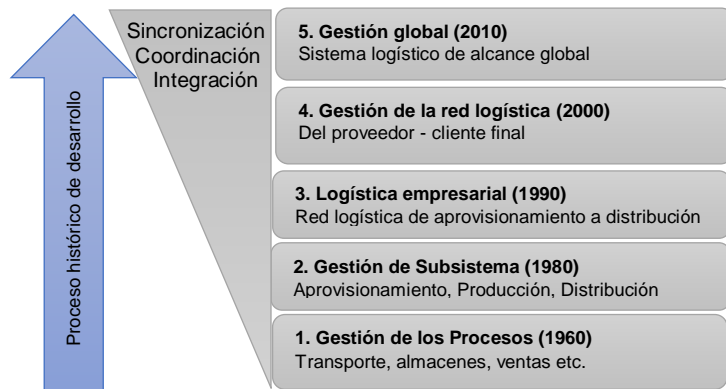 Proceso histórico de desarrollo
Sincronización
Coordinación
Integración
5. Gestión global (2010)
Sistema logístico de alcance global
4. Gestión de la red logística (2000)
Del proveedor - cliente final
3. Logística empresarial (1990)
Red logística de aprovisionamiento a distribución
2. Gestión de Subsistema (1980)
Aprovisionamiento, Producción, Distribución
1. Gestión de los Procesos (1960)
Transporte, almacenes, ventas etc.